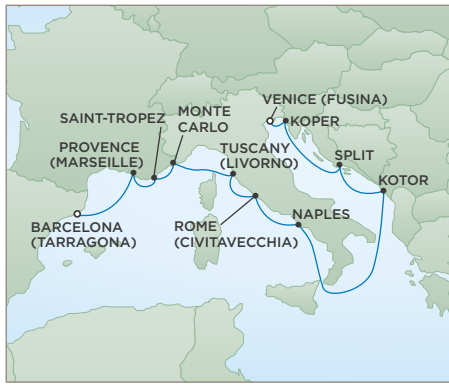 VENICE (FUSINA)
KOPER
SAINT-TROPEZ
MONTE
CARLO
PROVENCE
(MARSEILLE)
TUSCANY
(LIVORNO)
SPLIT
KOTOR
BARCELONA
(TARRAGONA)
ROME
(CIVITAVECCHIA)
NAPLES